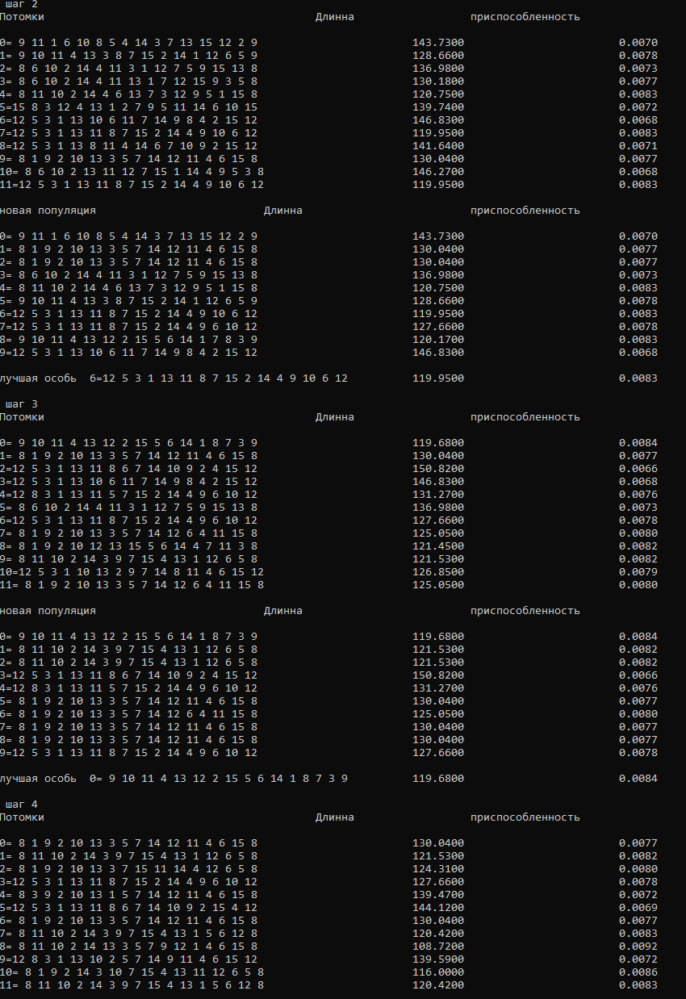 шаг 2
Потомки Длинна приспособленность
0= 9 11 1 6 10 8 5 4 14 3 7 13 15 12 2 9 143.7300 0.0070
1= 9 10 11 4 13 3 8 7 15 2 14 1 12 6 5 9 128.6600 0.0078
2= 8 6 10 2 14 4 11 3 1 12 7 5 9 15 13 8 136.9800 0.0073
3= 8 6 10 2 14 4 11 13 1 7 12 15 9 3 5 8 130.1800 0.0077
4= 8 11 10 2 14 4 6 13 7 3 12 9 5 1 15 8 120.7500 0.0083
5=15 8 3 12 4 13 1 2 7 9 5 11 14 6 10 15 139.7400 0.0072
6=12 5 3 1 13 10 6 11 7 14 9 8 4 2 15 12 146.8300 0.0068
7=12 5 3 1 13 11 8 7 15 2 14 4 9 10 6 12 119.9500 0.0083
8=12 5 3 1 13 8 11 4 14 6 7 10 9 2 15 12 141.6400 0.0071
9= 8 1 9 2 10 13 3 5 7 14 12 11 4 6 15 8 130.0400 0.0077
10= 8 6 10 2 13 11 12 7 15 1 14 4 9 5 3 8 146.2700 0.0068
11=12 5 3 1 13 11 8 7 15 2 14 4 9 10 6 12 119.9500 0.0083
новая популяция Длинна приспособленность
0= 9 11 1 6 10 8 5 4 14 3 7 13 15 12 2 9 143.7300 0.0070
1= 8 1 9 2 10 13 3 5 7 14 12 11 4 6 15 8 130.0400 0.0077
2= 8 1 9 2 10 13 3 5 7 14 12 11 4 6 15 8 130.0400 0.0077
3= 8 6 10 2 14 4 11 3 1 12 7 5 9 15 13 8 136.9800 0.0073
4= 8 11 10 2 14 4 6 13 7 3 12 9 5 1 15 8 120.7500 0.0083
5= 9 10 11 4 13 3 8 7 15 2 14 1 12 6 5 9 128.6600 0.0078
6=12 5 3 1 13 11 8 7 15 2 14 4 9 10 6 12 119.9500 0.0083
7=12 5 3 1 13 11 8 7 15 2 14 4 9 6 10 12 127.6600 0.0078
8= 9 10 11 4 13 12 2 15 5 6 14 1 7 8 3 9 120.1700 0.0083
9=12 5 3 1 13 10 6 11 7 14 9 8 4 2 15 12 146.8300 0.0068
лучшая особь 6=12 5 3 1 13 11 8 7 15 2 14 4 9 10 6 12 119.9500 0.0083
шаг 3
Потомки Длинна приспособленность
0= 9 10 11 4 13 12 2 15 5 6 14 1 8 7 3 9 119.6800 0.0084
1= 8 1 9 2 10 13 3 5 7 14 12 11 4 6 15 8 130.0400 0.0077
2=12 5 3 1 13 11 8 6 7 14 10 9 2 4 15 12 150.8200 0.0066
3=12 5 3 1 13 10 6 11 7 14 9 8 4 2 15 12 146.8300 0.0068
4=12 8 3 1 13 11 5 7 15 2 14 4 9 6 10 12 131.2700 0.0076
5= 8 6 10 2 14 4 11 3 1 12 7 5 9 15 13 8 136.9800 0.0073
6=12 5 3 1 13 11 8 7 15 2 14 4 9 6 10 12 127.6600 0.0078
7= 8 1 9 2 10 13 3 5 7 14 12 6 4 11 15 8 125.0500 0.0080
8= 8 1 9 2 10 12 13 15 5 6 14 4 7 11 3 8 121.4500 0.0082
9= 8 11 10 2 14 3 9 7 15 4 13 1 12 6 5 8 121.5300 0.0082
10=12 5 3 1 10 13 2 9 7 14 8 11 4 6 15 12 126.8500 0.0079
11= 8 1 9 2 10 13 3 5 7 14 12 6 4 11 15 8 125.0500 0.0080
новая популяция Длинна приспособленность
0= 9 10 11 4 13 12 2 15 5 6 14 1 8 7 3 9 119.6800 0.0084
1= 8 11 10 2 14 3 9 7 15 4 13 1 12 6 5 8 121.5300 0.0082
2= 8 11 10 2 14 3 9 7 15 4 13 1 12 6 5 8 121.5300 0.0082
3=12 5 3 1 13 11 8 6 7 14 10 9 2 4 15 12 150.8200 0.0066
4=12 8 3 1 13 11 5 7 15 2 14 4 9 6 10 12 131.2700 0.0076
5= 8 1 9 2 10 13 3 5 7 14 12 11 4 6 15 8 130.0400 0.0077
6= 8 1 9 2 10 13 3 5 7 14 12 6 4 11 15 8 125.0500 0.0080
7= 8 1 9 2 10 13 3 5 7 14 12 11 4 6 15 8 130.0400 0.0077
8= 8 1 9 2 10 13 3 5 7 14 12 11 4 6 15 8 130.0400 0.0077
9=12 5 3 1 13 11 8 7 15 2 14 4 9 6 10 12 127.6600 0.0078
лучшая особь 0= 9 10 11 4 13 12 2 15 5 6 14 1 8 7 3 9 119.6800 0.0084
шаг 4
Потомки Длинна приспособленность
0= 8 1 9 2 10 13 3 5 7 14 12 11 4 6 15 8 130.0400 0.0077
1= 8 11 10 2 14 3 9 7 15 4 13 1 12 6 5 8 121.5300 0.0082
2= 8 1 9 2 10 13 3 7 15 11 14 4 12 6 5 8 124.3100 0.0080
3=12 5 3 1 13 11 8 7 15 2 14 4 9 6 10 12 127.6600 0.0078
4= 8 3 9 2 10 13 1 5 7 14 12 11 4 6 15 8 139.4700 0.0072
5=12 5 3 1 13 11 8 6 7 14 10 9 2 15 4 12 144.1200 0.0069
6= 8 1 9 2 10 13 3 5 7 14 12 11 4 6 15 8 130.0400 0.0077
7= 8 11 10 2 14 3 9 7 15 4 13 1 5 6 12 8 120.4200 0.0083
8= 8 11 10 2 14 13 3 5 7 9 12 1 4 6 15 8 108.7200 0.0092
9=12 8 3 1 13 10 2 5 7 14 9 11 4 6 15 12 139.5900 0.0072
10= 8 1 9 2 14 3 10 7 15 4 13 11 12 6 5 8 116.0000 0.0086
11= 8 11 10 2 14 3 9 7 15 4 13 1 5 6 12 8 120.4200 0.0083